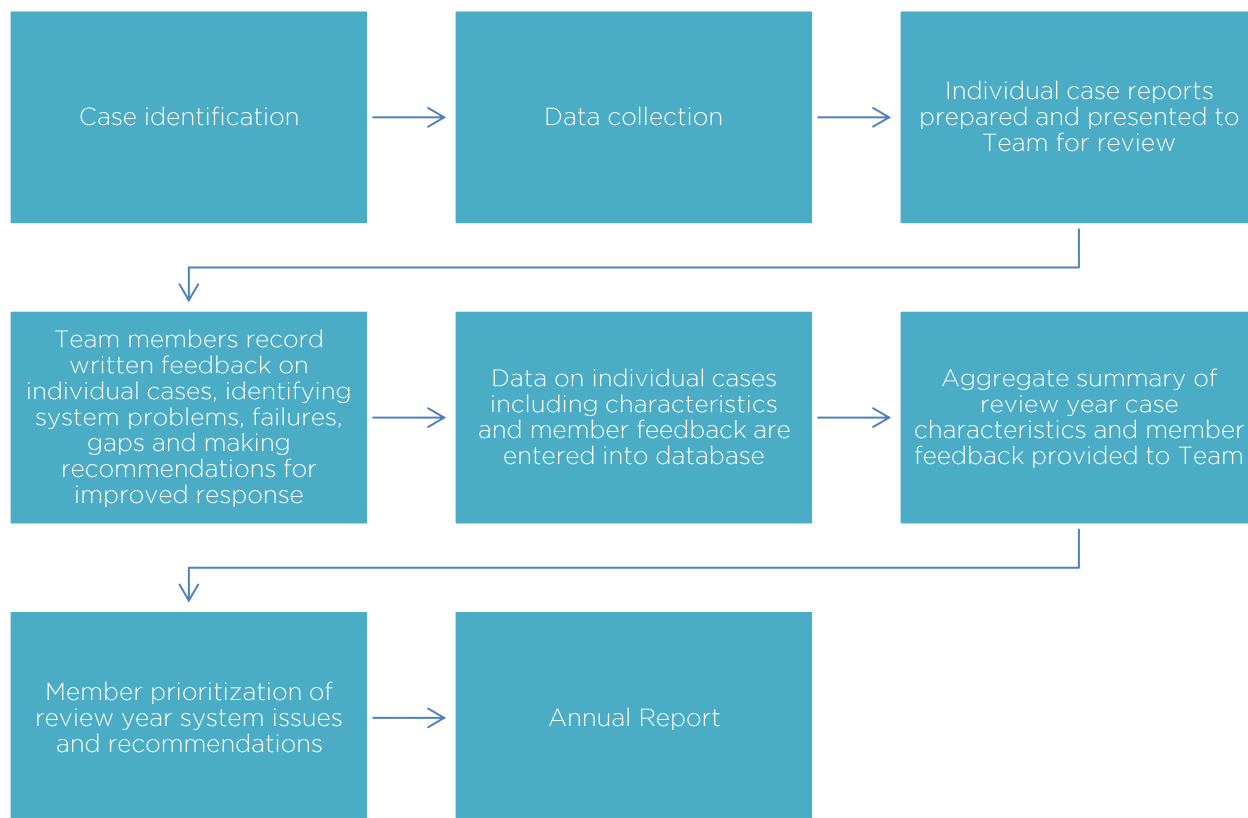 Case identification
Data collection
Individual case reports
prepared and presented to
Team for review
Team members record
written feedback on
individual cases, identifying
system problems, failures,
gaps and making
recommendations for
improved response
Data on individual cases
including characteristics
and member feedback are
entered into database
Aggregate summary of
review year case
characteristics and member
feedback provided to Team
Member prioritization of
review year system issues
and recommendations
Annual Report